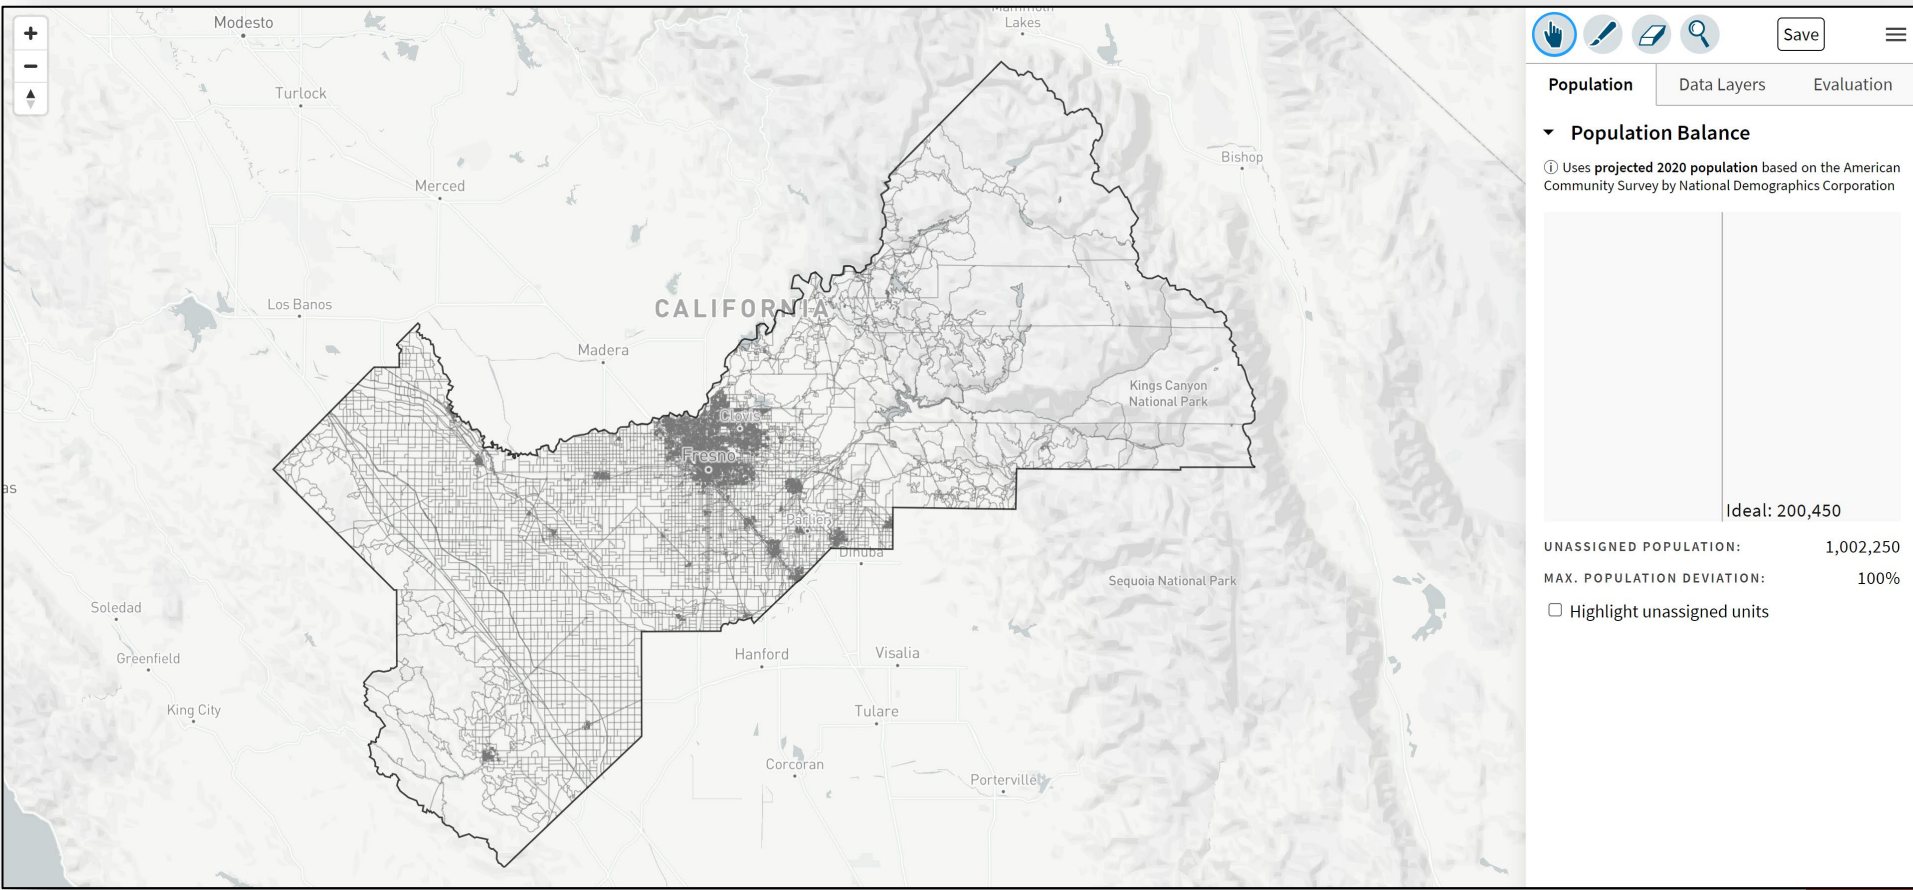 Modesto
Mammoth
Lakes
Turlock
Merced
Bishop
Los Banos
CALIFORNIA
Madera
Kings Canyon
National Park
Clovis
Fresno
as
Parlier
Dinuba
Sequoia National Park
Soledad
Greenfield
Hanford
Visalia
King City
Tulare
Corcoran
Porterville
+
−
Save
Population
Data Layers
Evaluation
Population Balance
ⓘ Uses projected 2020 population based on the American
Community Survey by National Demographics Corporation
Ideal: 200,450
UNASSIGNED POPULATION: 1,002,250
MAX. POPULATION DEVIATION: 100%
Highlight unassigned units